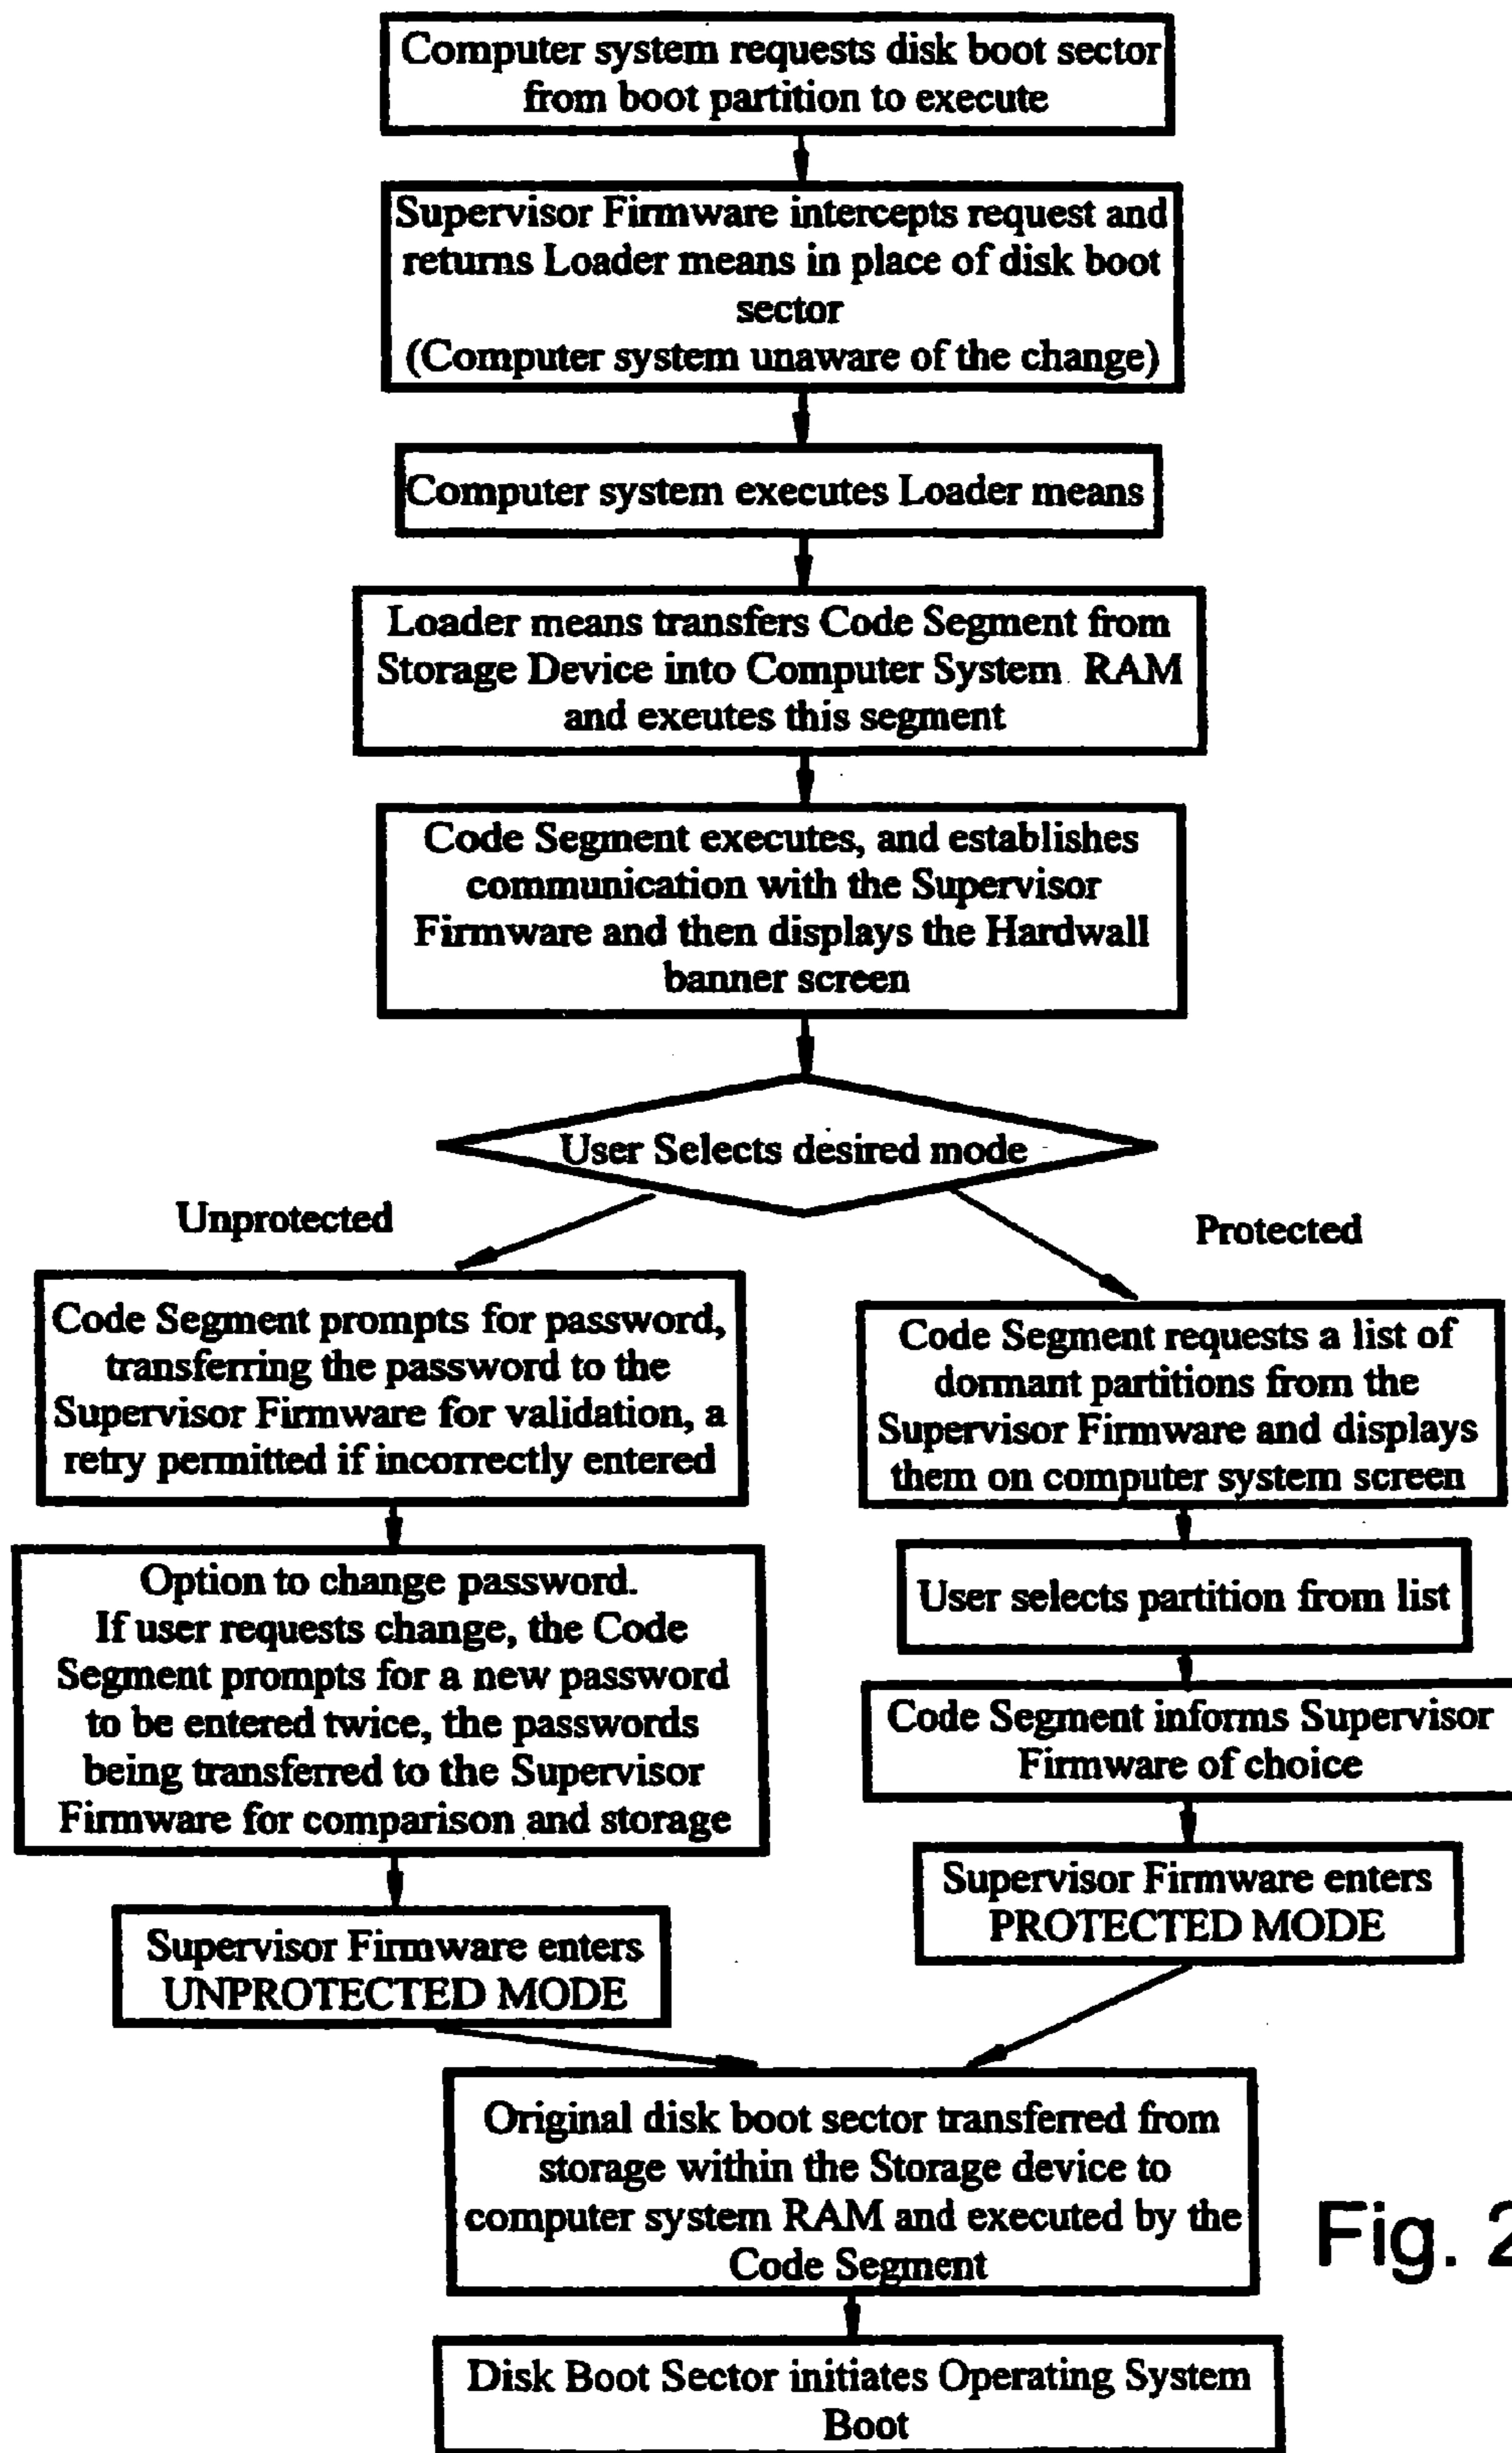 Computer system requests disk boot sector
from boot partition to execute
Supervisor Firmware intercepts request and
returns Loader means in place of disk boot
sector
(Computer system unaware of the change)
Computer system executes Loader means
Loader means transfers Code Segment from
Storage Device into Computer System RAM
and exeutes this segment
Code Segment executes, and establishes
communication with the Supervisor
Firmware and then displays the Hardwall
banner screen
User Selects desired mode
Unprotected
Protected
Code Segment prompts for password,
transferring the password to the
Supervisor Firmware for validation, a
retry permitted if incorrectly entered
Option to change password.
If user requests change, the Code
Segment prompts for a new password
to be entered twice, the passwords
being transferred to the Supervisor
Firmware for comparison and storage
Supervisor Firmware enters
UNPROTECTED MODE
Code Segment requests a list of
dormant partitions from the
Supervisor Firmware and displays
them on computer system screen
User selects partition from list
Code Segment informs Supervisor
Firmware of choice
Supervisor Firmware enters
PROTECTED MODE
Original disk boot sector transferred from
storage within the Storage device to
computer system RAM and executed by the
Code Segment
Fig. 2
Disk Boot Sector initiates Operating System
Boot